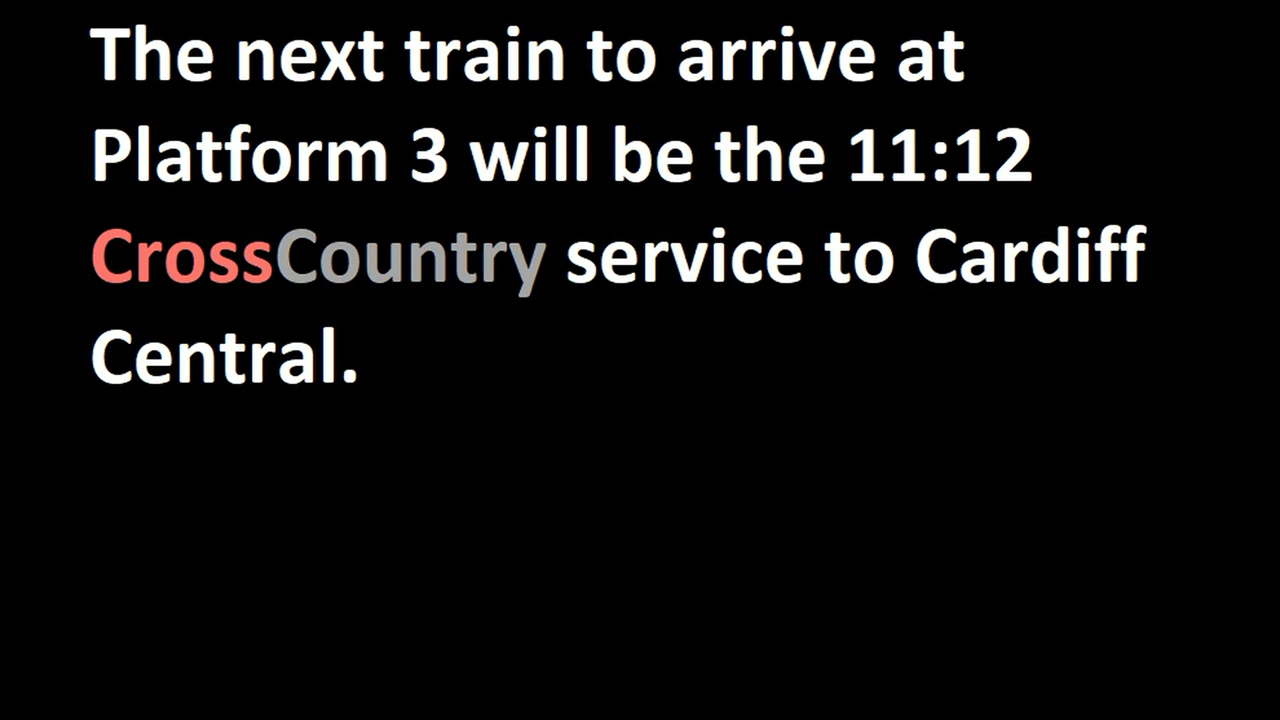 The next train to arrive at
Platform 3 will be the 11:12
CrossCountry service to Cardiff
Central.